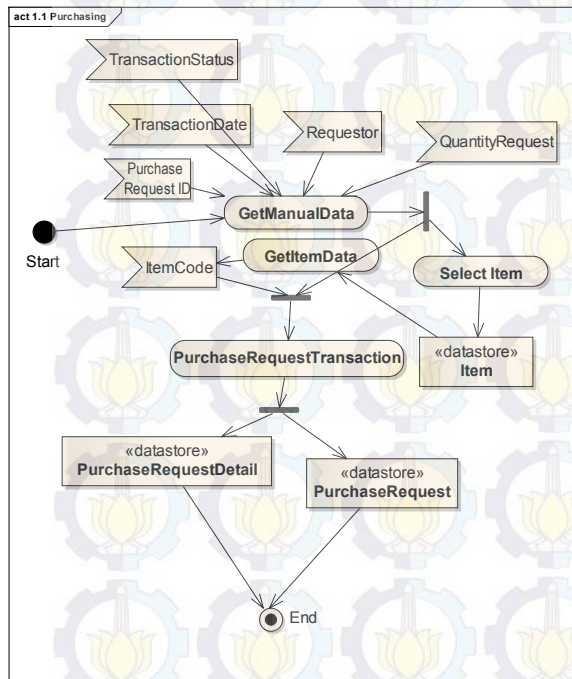 act 1.1 Purchasing
TransactionStatus
TransactionDate
Requestor
QuantityRequest
Purchase
Request ID
GetManualData
Start
GetItemData
ItemCode
Select Item
PurchaseRequestTransaction
«datastore»
Item
«datastore»
PurchaseRequestDetail
«datastore»
PurchaseRequest
End